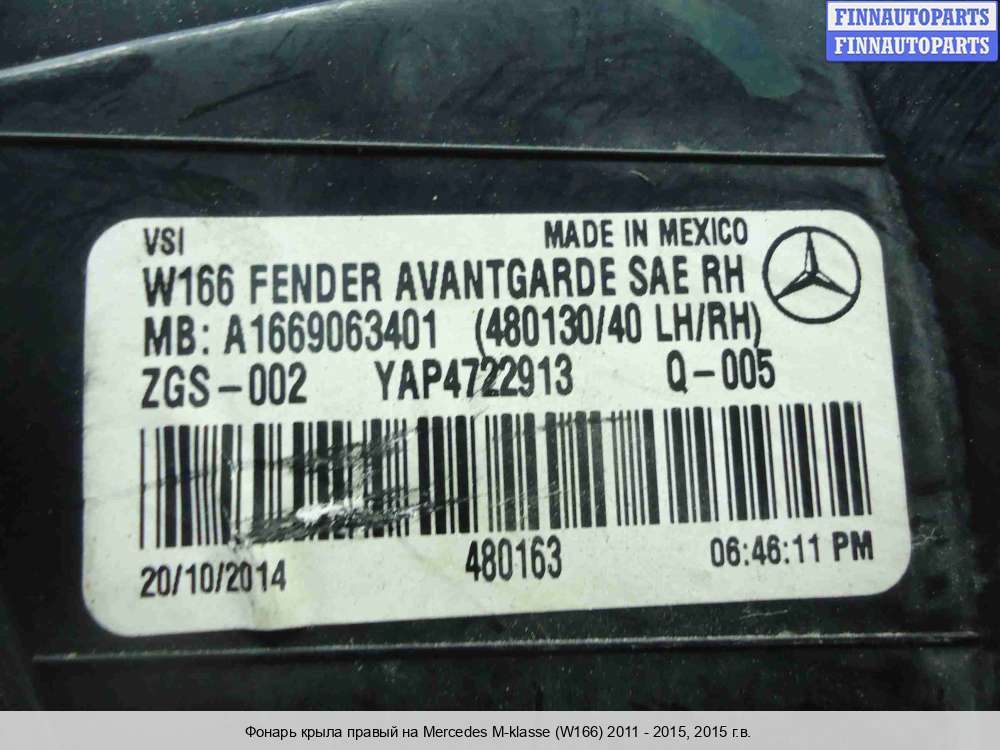 FINNAUTOPARTS
FINNAUTOPARTS
VSI MADE IN MEXICO
W166 FENDER AVANTGARDE SAE RH
MB: A1669063401 (480130/40 LH/RH)
ZGS-002 YAP4722913 Q-005
20/10/2014 480163 06:46:11 PM
Фонарь крыла правый на Mercedes M-klasse (W166) 2011 - 2015, 2015 г.в.